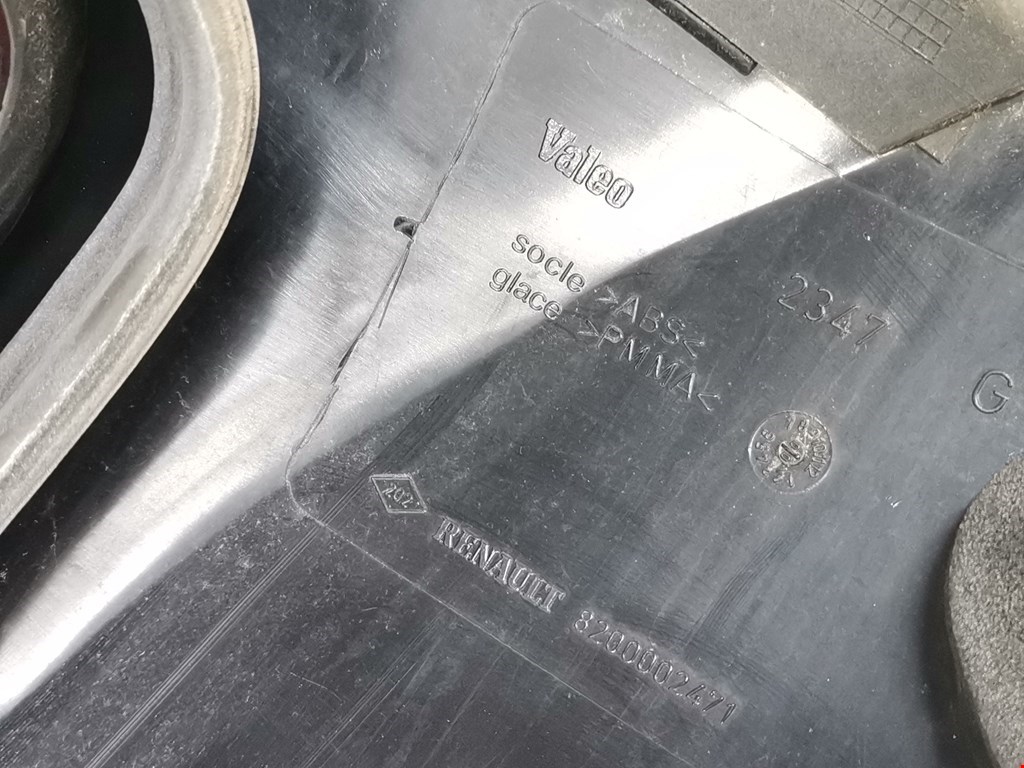 Valeo
socle >ABS<
glace >PMMA<
2347
G
RENAULT 8200002471